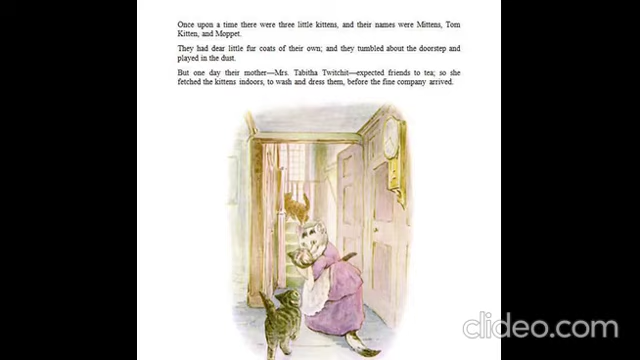 Once upon a time there were three little kittens, and their names were Mittens, Tom
Kitten, and Moppet.
They had dear little fur coats of their own; and they tumbled about the doorstep and
played in the dust.
But one day their mother—Mrs. Tabitha Twitchit—expected friends to tea; so she
fetched the kittens indoors, to wash and dress them, before the fine company arrived.
clideo.com